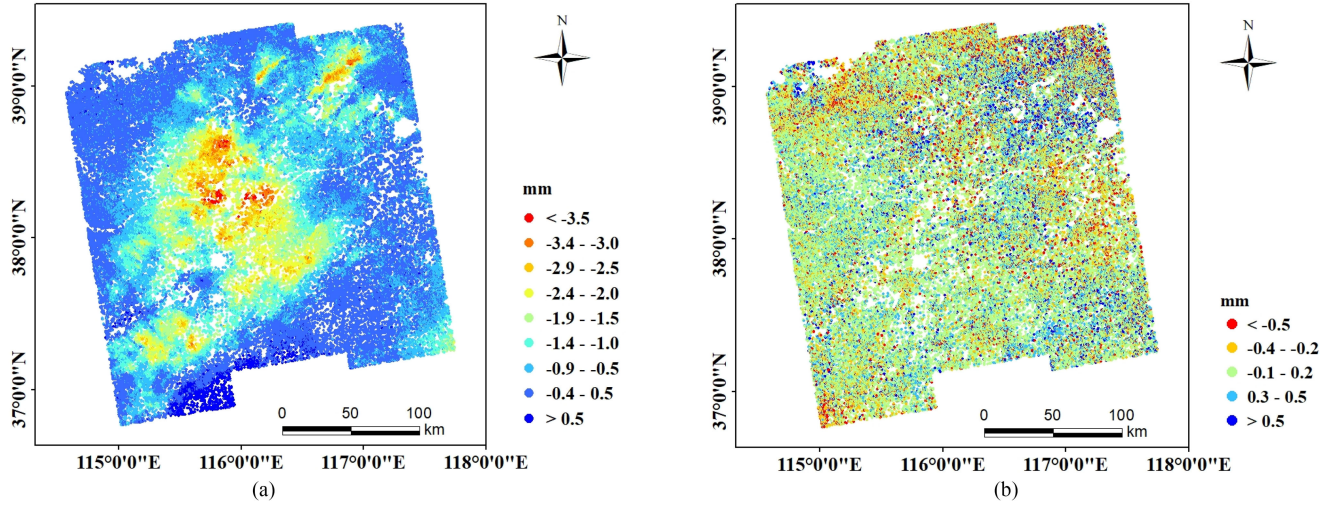 N
39°0'0"N
38°0'0"N
37°0'0"N
mm
< -3.5
-3.4 - -3.0
-2.9 - -2.5
-2.4 - -2.0
-1.9 - -1.5
-1.4 - -1.0
-0.9 - -0.5
-0.4 - 0.5
> 0.5
0 50 100
km
115°0'0"E 116°0'0"E 117°0'0"E 118°0'0"E
(a)
N
39°0'0"N
38°0'0"N
37°0'0"N
mm
< -0.5
-0.4 - -0.2
-0.1 - 0.2
0.3 - 0.5
> 0.5
0 50 100
km
115°0'0"E 116°0'0"E 117°0'0"E 118°0'0"E
(b)